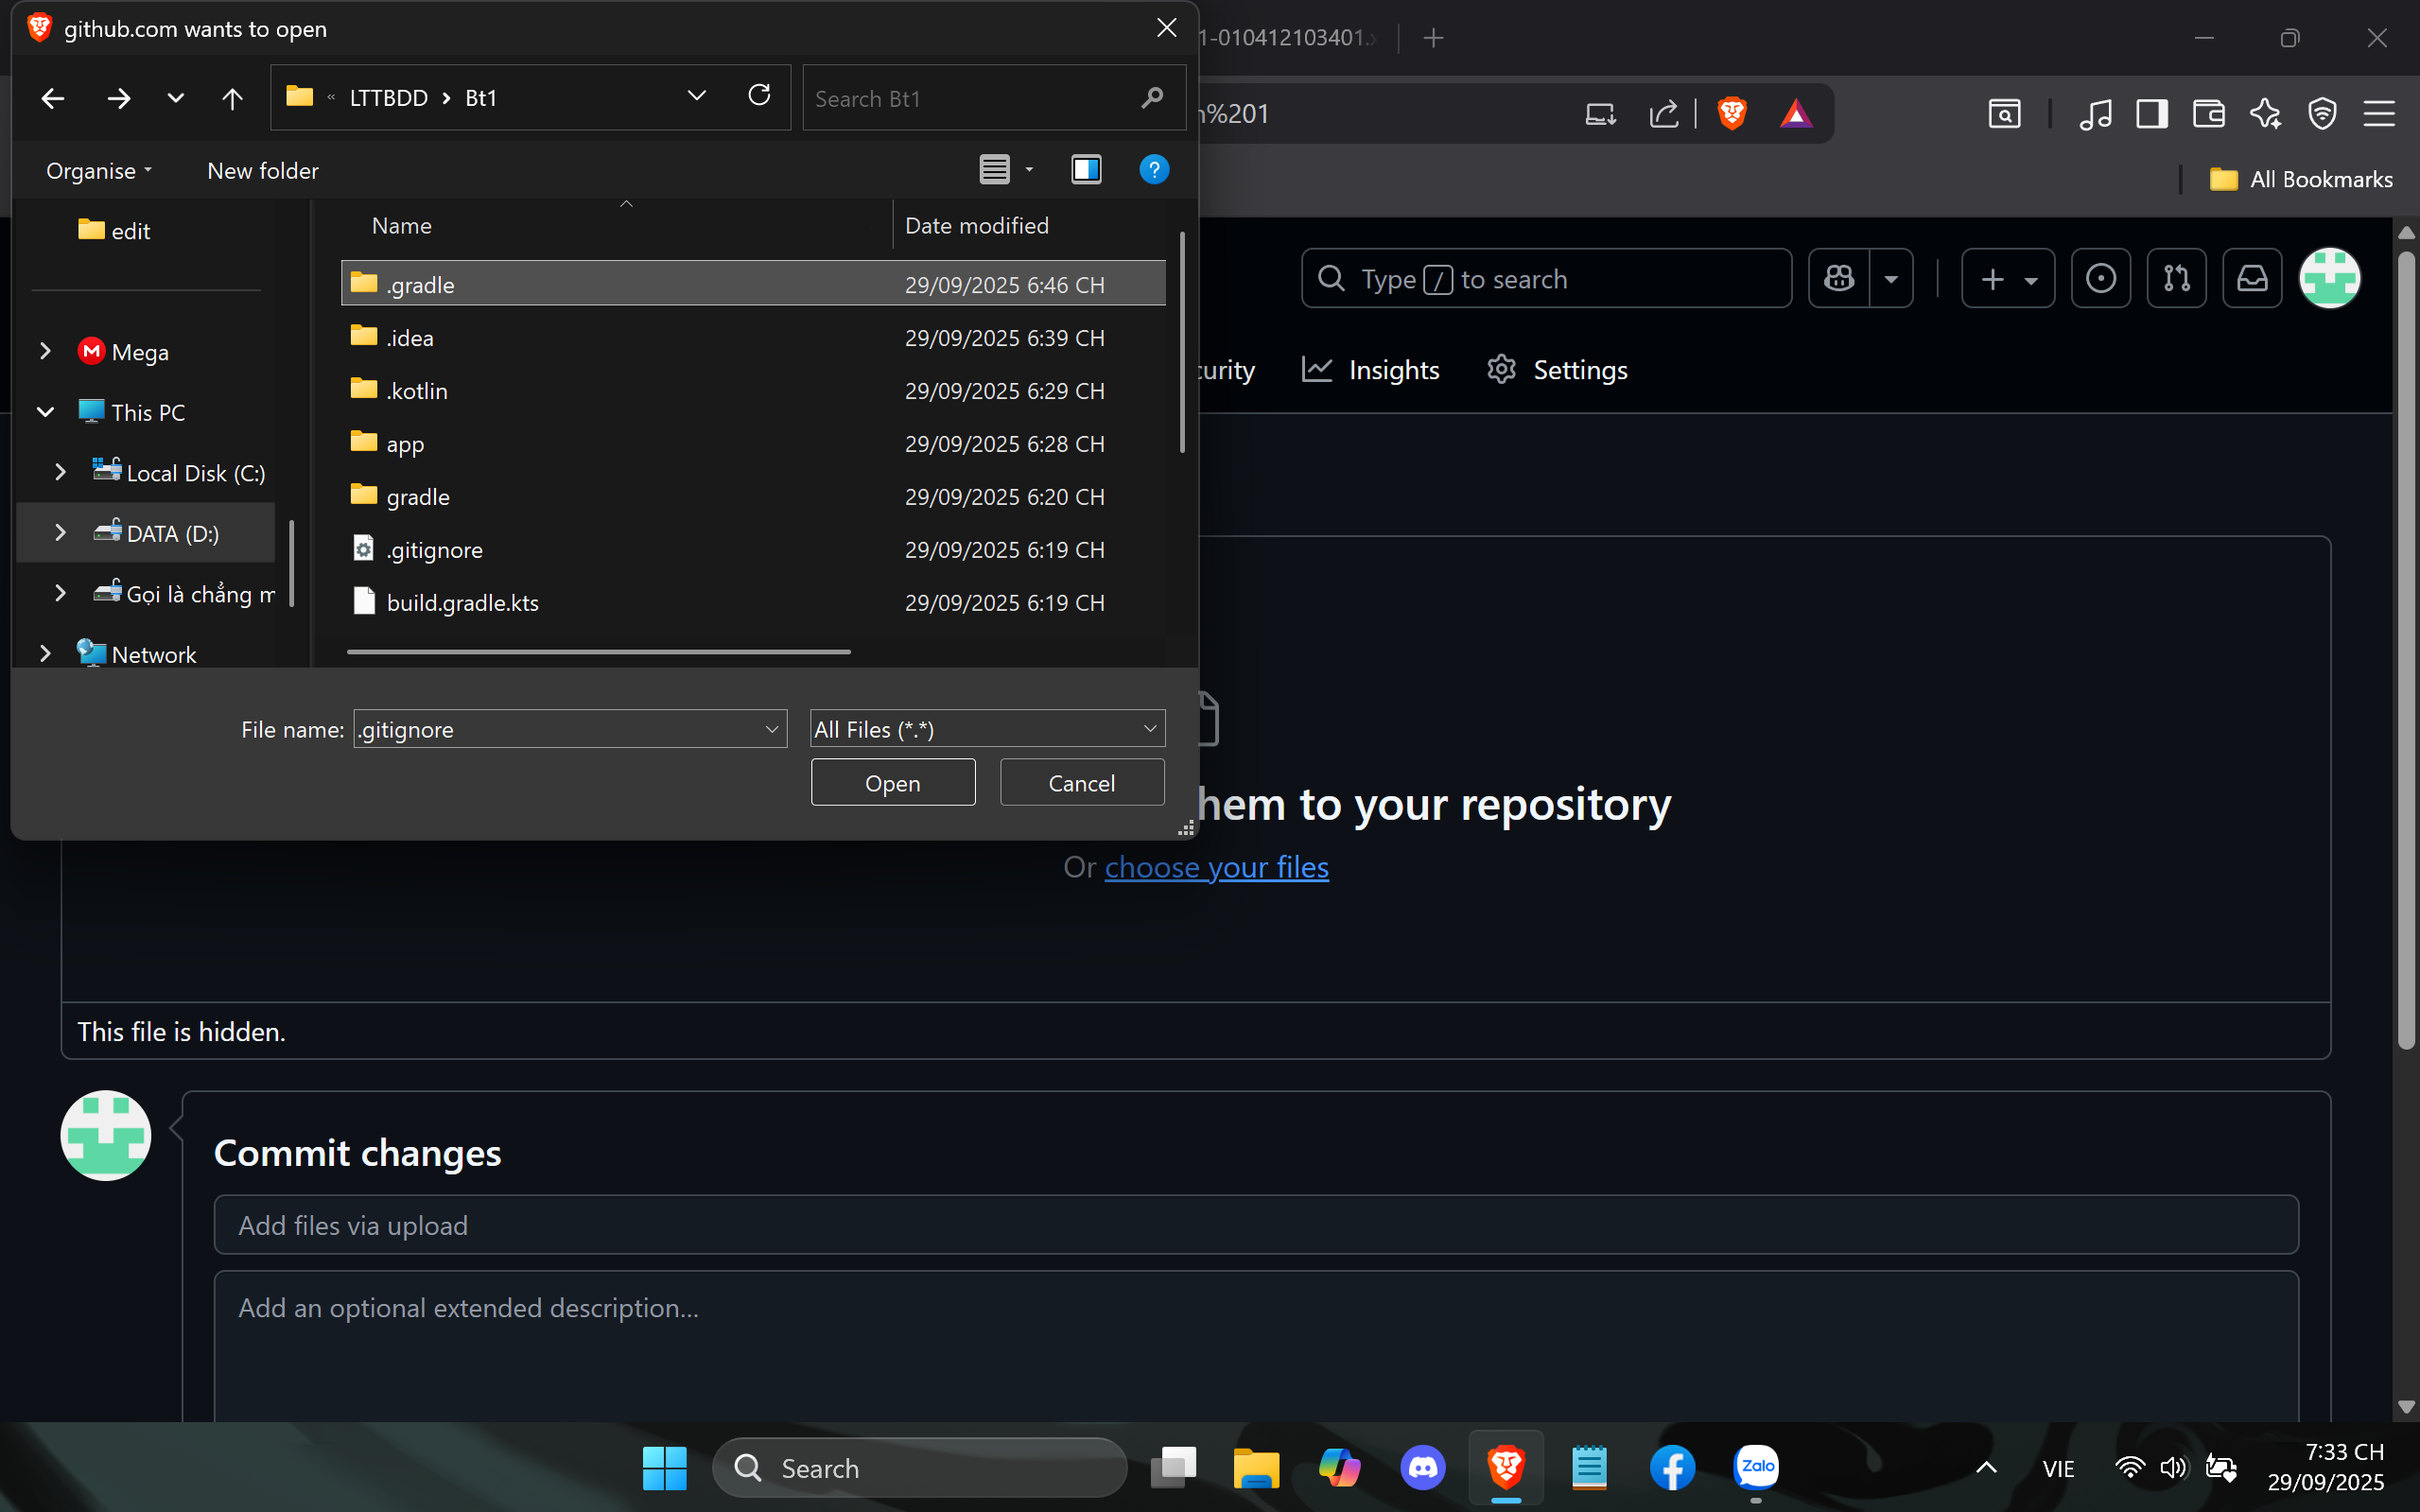 github.com wants to open
1-010412103401.x
« LTTBDD > Bt1
Search Bt1
n%201
Organise
New folder
All Bookmarks
edit
Name
Date modified
Type / to search
.gradle
29/09/2025 6:46 CH
.idea
29/09/2025 6:39 CH
Mega
curity
Insights
Settings
.kotlin
29/09/2025 6:29 CH
This PC
app
29/09/2025 6:28 CH
Local Disk (C:)
gradle
29/09/2025 6:20 CH
DATA (D:)
.gitignore
29/09/2025 6:19 CH
Gọi là chẳng m
build.gradle.kts
29/09/2025 6:19 CH
Network
File name:
.gitignore
All Files (*.*)
Open
Cancel
hem to your repository
Or choose your files
This file is hidden.
Commit changes
Add files via upload
Add an optional extended description...
Search
Zalo
VIE
7:33 CH
29/09/2025